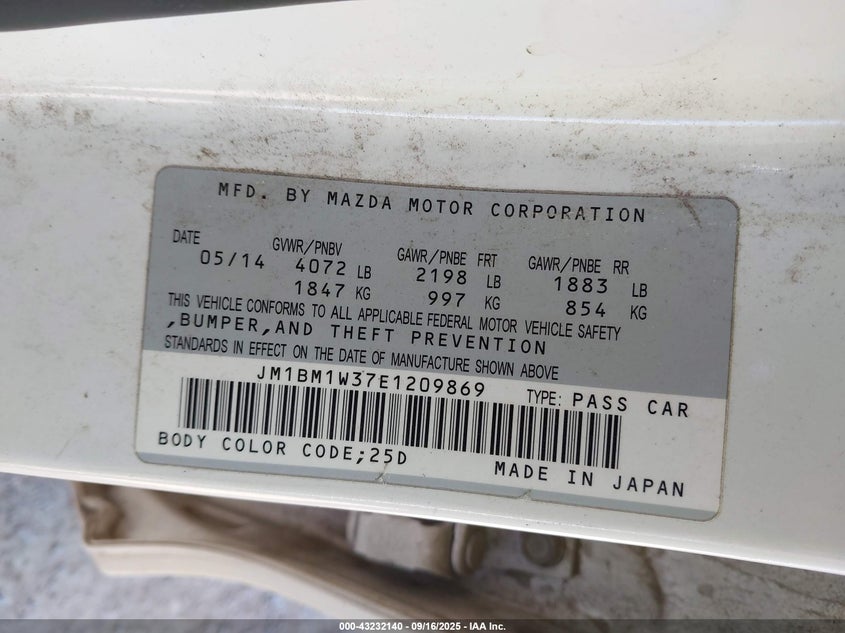 MFD. BY MAZDA MOTOR CORPORATION
DATE GVWR/PNBV GAWR/PNBE FRT GAWR/PNBE RR
05/14 4072 LB 2198 LB 1883 LB
1847 KG 997 KG 854 KG
THIS VEHICLE CONFORMS TO ALL APPLICABLE FEDERAL MOTOR VEHICLE SAFETY
,BUMPER,AND THEFT PREVENTION
STANDARDS IN EFFECT ON THE DATE OF MANUFACTURE SHOWN ABOVE
JM1BM1W37E1209869 TYPE: PASS CAR
BODY COLOR CODE;25D MADE IN JAPAN
000-43232140 - 09/16/2025 - IAA Inc.